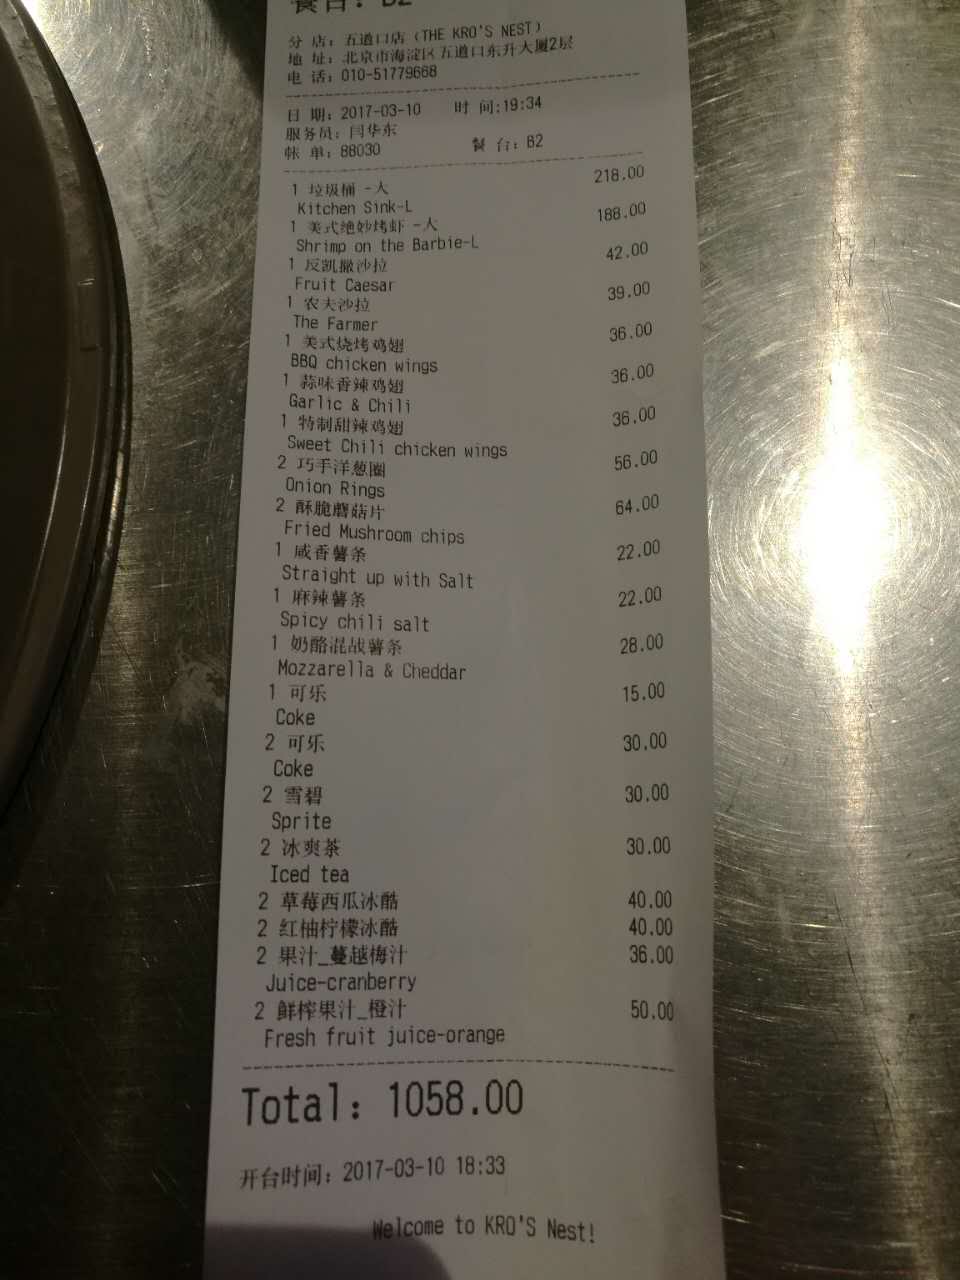 餐台: B2
分 店: 五道口店(THE KRO'S NEST)
地 址: 北京市海淀区五道口东升大厦2层
电 话: 010-51779668
日 期: 2017-03-10 时 间:19:34
服务员: 闫华东
帐 单: 88030 餐 台: B2
1 垃圾桶 -大 218.00
Kitchen Sink-L
1 美式绝妙烤虾 -大 188.00
Shrimp on the Barbie-L
1 反凯撒沙拉 42.00
Fruit Caesar
1 农夫沙拉 39.00
The Farmer
1 美式烧烤鸡翅 36.00
BBQ chicken wings
1 蒜味香辣鸡翅 36.00
Garlic & Chili
1 特制甜辣鸡翅 36.00
Sweet Chili chicken wings
2 巧手洋葱圈 56.00
Onion Rings
2 酥脆蘑菇片 64.00
Fried Mushroom chips
1 咸香薯条 22.00
Straight up with Salt
1 麻辣薯条 22.00
Spicy chili salt
1 奶酪混战薯条 28.00
Mozzarella & Cheddar
1 可乐 15.00
Coke
2 可乐 30.00
Coke
2 雪碧 30.00
Sprite
2 冰爽茶 30.00
Iced tea
2 草莓西瓜冰酷 40.00
2 红柚柠檬冰酷 40.00
2 果汁_蔓越梅汁 36.00
Juice-cranberry
2 鲜榨果汁_橙汁 50.00
Fresh fruit juice-orange
Total: 1058.00
开台时间: 2017-03-10 18:33
Welcome to KRO'S Nest!